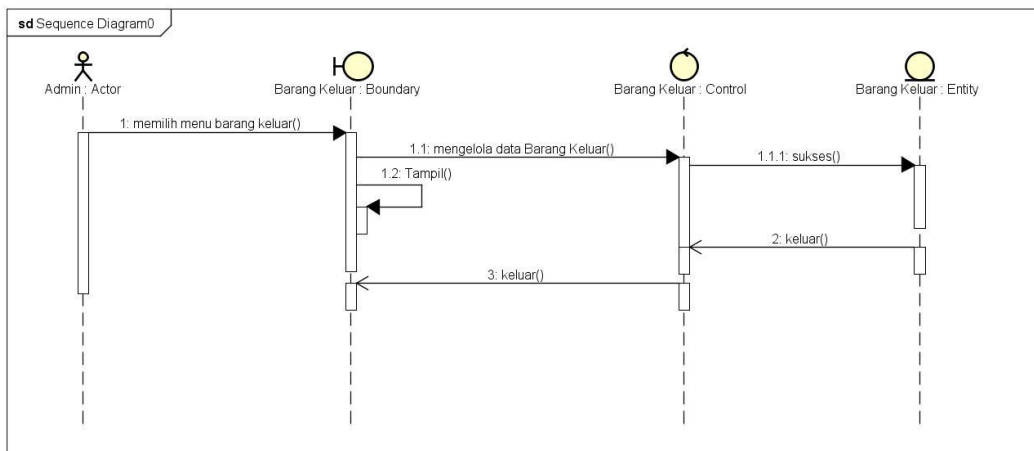 sd Sequence Diagram0
Admin : Actor
Barang Keluar : Boundary
Barang Keluar : Control
Barang Keluar : Entity
1: memilih menu barang keluar()
1.1: mengelola data Barang Keluar()
1.1.1: sukses()
1.2: Tampil()
2: keluar()
3: keluar()